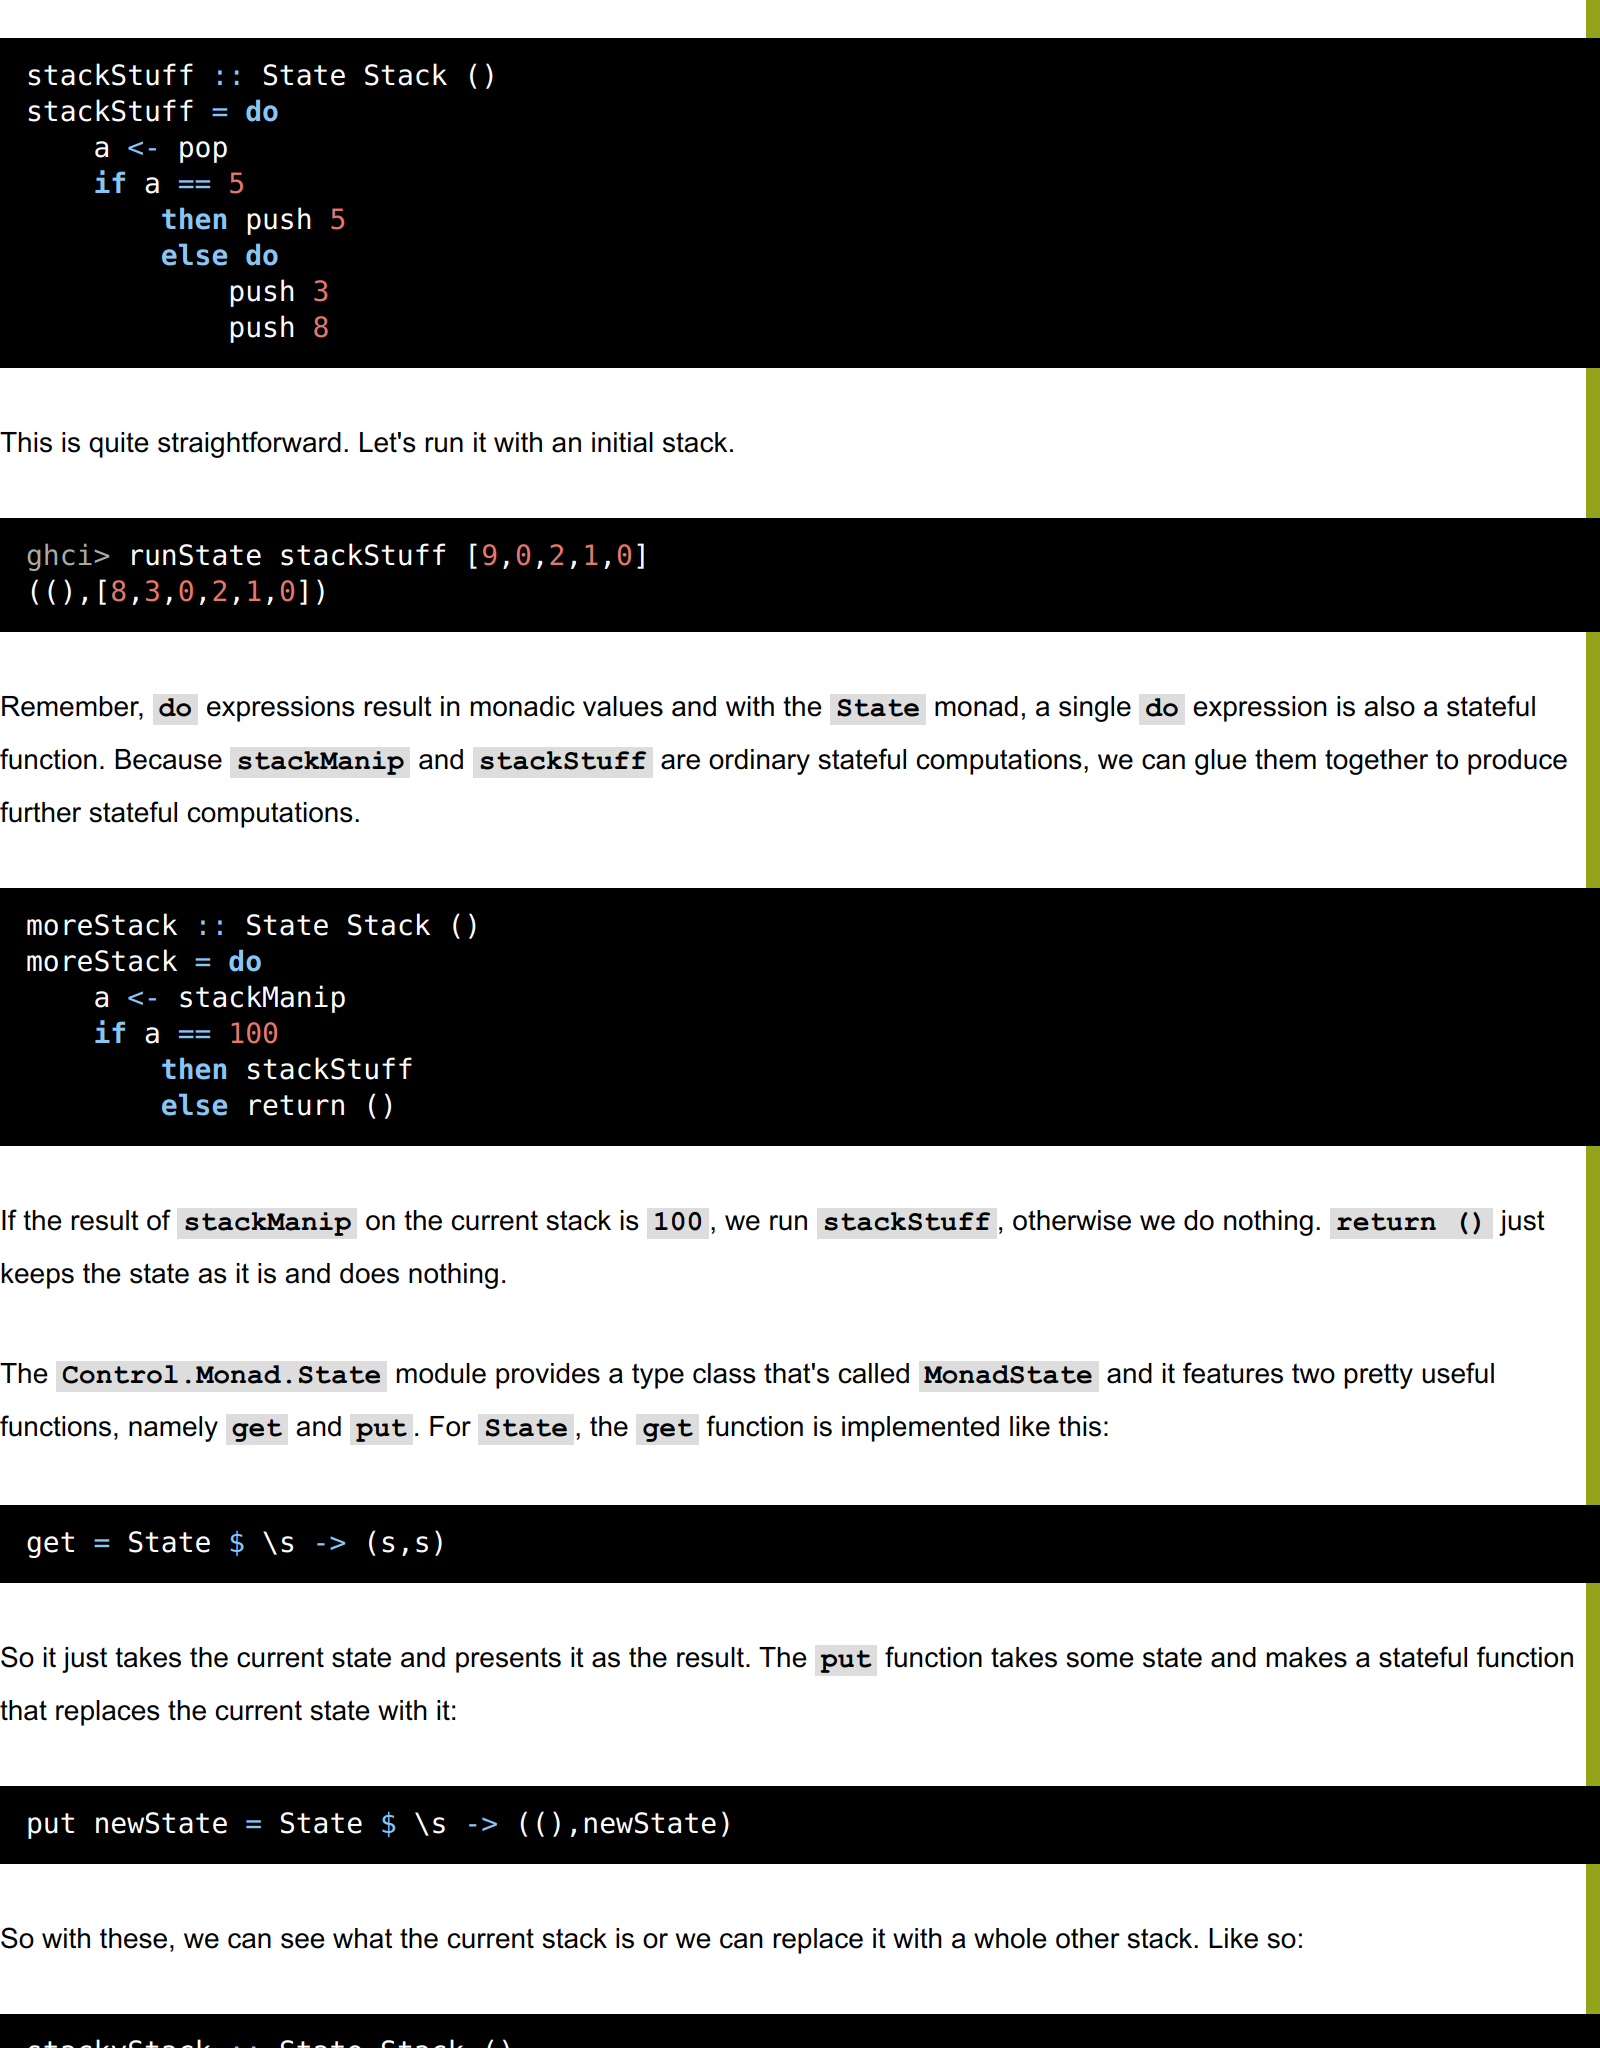 stackStuff :: State Stack ()
stackStuff = do
    a <- pop
    if a == 5
        then push 5
        else do
            push 3
            push 8
This is quite straightforward. Let's run it with an initial stack.
ghci> runState stackStuff [9,0,2,1,0]
((),[8,3,0,2,1,0])
Remember, do expressions result in monadic values and with the State monad, a single do expression is also a stateful
function. Because stackManip and stackStuff are ordinary stateful computations, we can glue them together to produce
further stateful computations.
moreStack :: State Stack ()
moreStack = do
    a <- stackManip
    if a == 100
        then stackStuff
        else return ()
If the result of stackManip on the current stack is 100, we run stackStuff, otherwise we do nothing. return () just
keeps the state as it is and does nothing.
The Control.Monad.State module provides a type class that's called MonadState and it features two pretty useful
functions, namely get and put. For State, the get function is implemented like this:
get = State $ \s -> (s,s)
So it just takes the current state and presents it as the result. The put function takes some state and makes a stateful function
that replaces the current state with it:
put newState = State $ \s -> ((),newState)
So with these, we can see what the current stack is or we can replace it with a whole other stack. Like so:
stackyStack :: State Stack ()